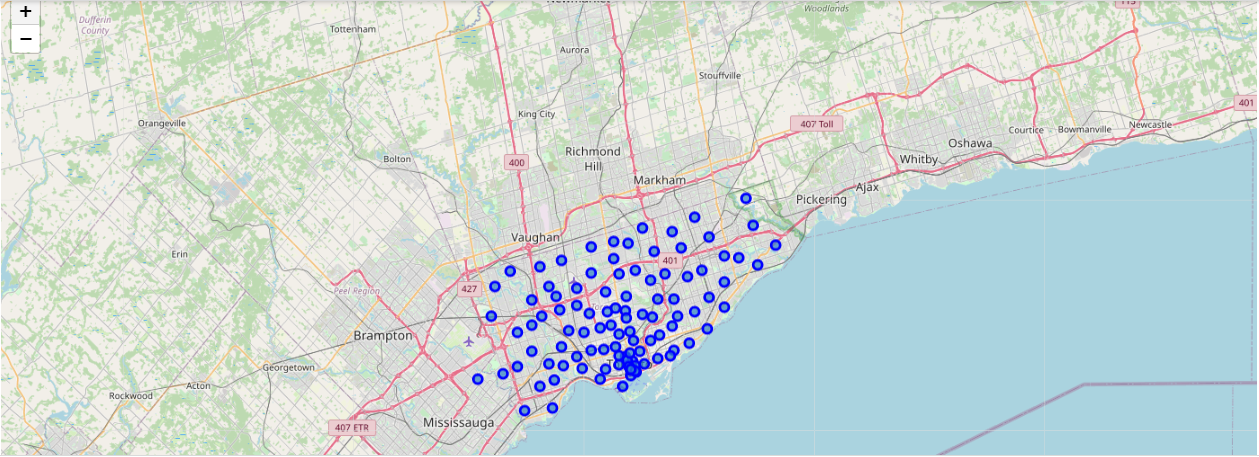 +
−
Newmarket
115
Dufferin
County
Woodlands
Tottenham
Aurora
Stouffville
401
King City
407 Toll
Orangeville
Courtice
Bowmanville
Newcastle
Oshawa
Richmond
Hill
Bolton
400
Whitby
Markham
Ajax
Pickering
Vaughan
Erin
401
Peel Region
427
Brampton
Georgetown
Acton
Rockwood
Mississauga
407 ETR